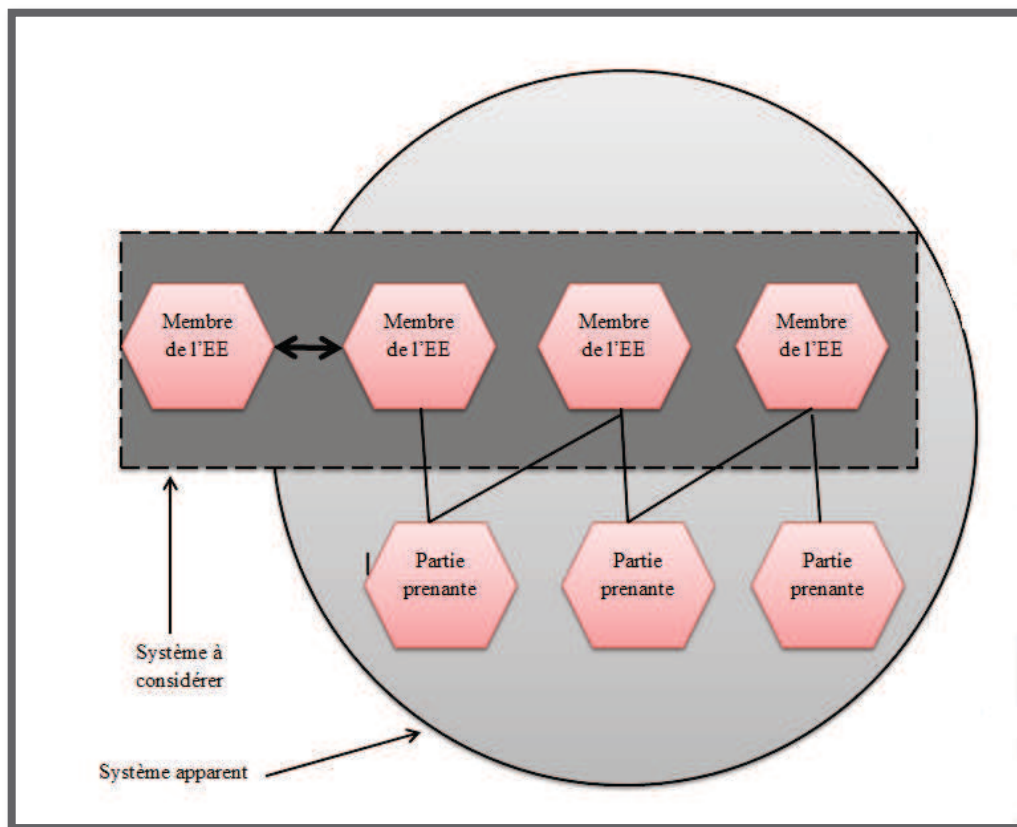 Membre
de l'EE
Membre
de l'EE
Membre
de l'EE
Membre
de l'EE
Partie
prenante
Partie
prenante
Partie
prenante
Système à
considérer
Système apparent